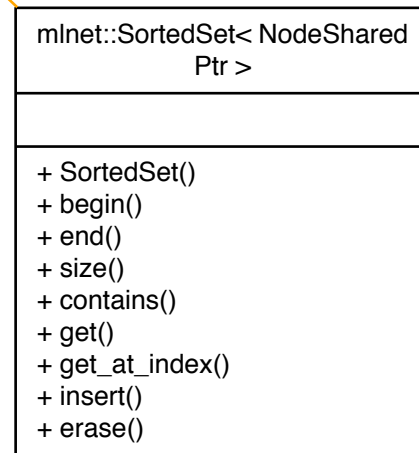 mlnet::SortedSet< NodeShared
Ptr >
+ SortedSet()
+ begin()
+ end()
+ size()
+ contains()
+ get()
+ get_at_index()
+ insert()
+ erase()